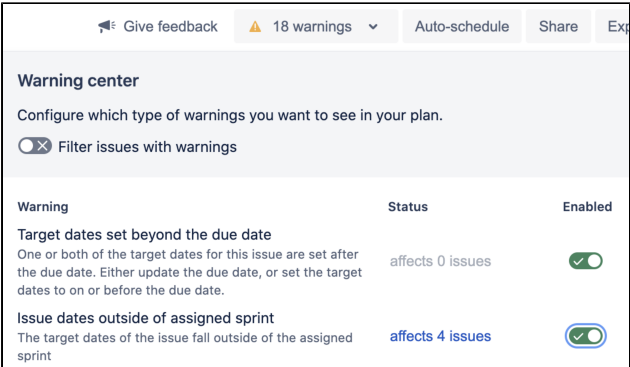 Give feedback 18 warnings Auto-schedule Share
Warning center
Configure which type of warnings you want to see in your plan.
Filter issues with warnings
Warning Status Enabled
Target dates set beyond the due date
One or both of the target dates for this issue are set after
the due date. Either update the due date, or set the target
dates to on or before the due date.
affects 0 issues
Issue dates outside of assigned sprint
The target dates of the issue fall outside of the assigned
sprint
affects 4 issues